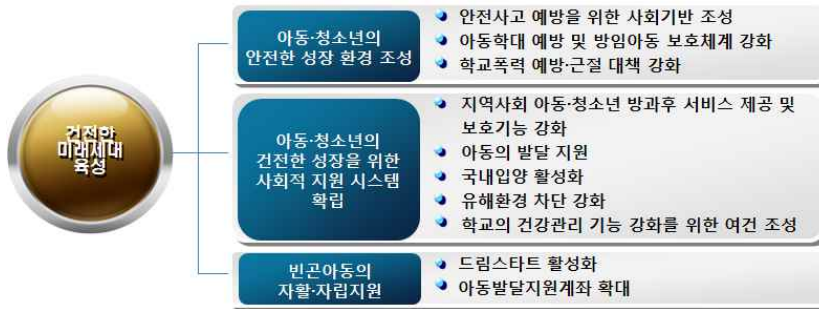 건전한
미래세대
육성
아동·청소년의
안전한 성장 환경 조성
안전사고 예방을 위한 사회기반 조성
아동학대 예방 및 방임아동 보호체계 강화
학교폭력 예방·근절 대책 강화
아동·청소년의
건전한 성장을 위한
사회적 지원 시스템
확립
지역사회 아동·청소년 방과후 서비스 제공 및
보호기능 강화
아동의 발달 지원
국내입양 활성화
유해환경 차단 강화
학교의 건강관리 기능 강화를 위한 여건 조성
빈곤아동의
자활·자립지원
드림스타트 활성화
아동발달지원계좌 확대